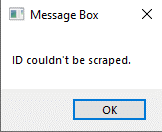 Message Box
ID couldn't be scraped.
OK